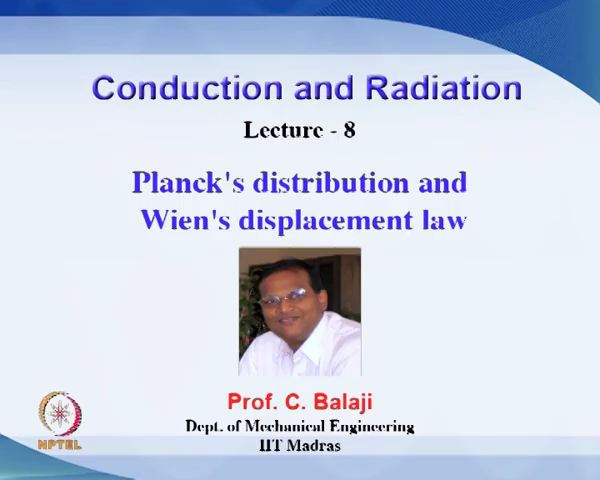 Conduction and Radiation
Lecture - 8
Planck's distribution and
Wien's displacement law
Prof. C. Balaji
Dept. of Mechanical Engineering
IIT Madras
NPTEL